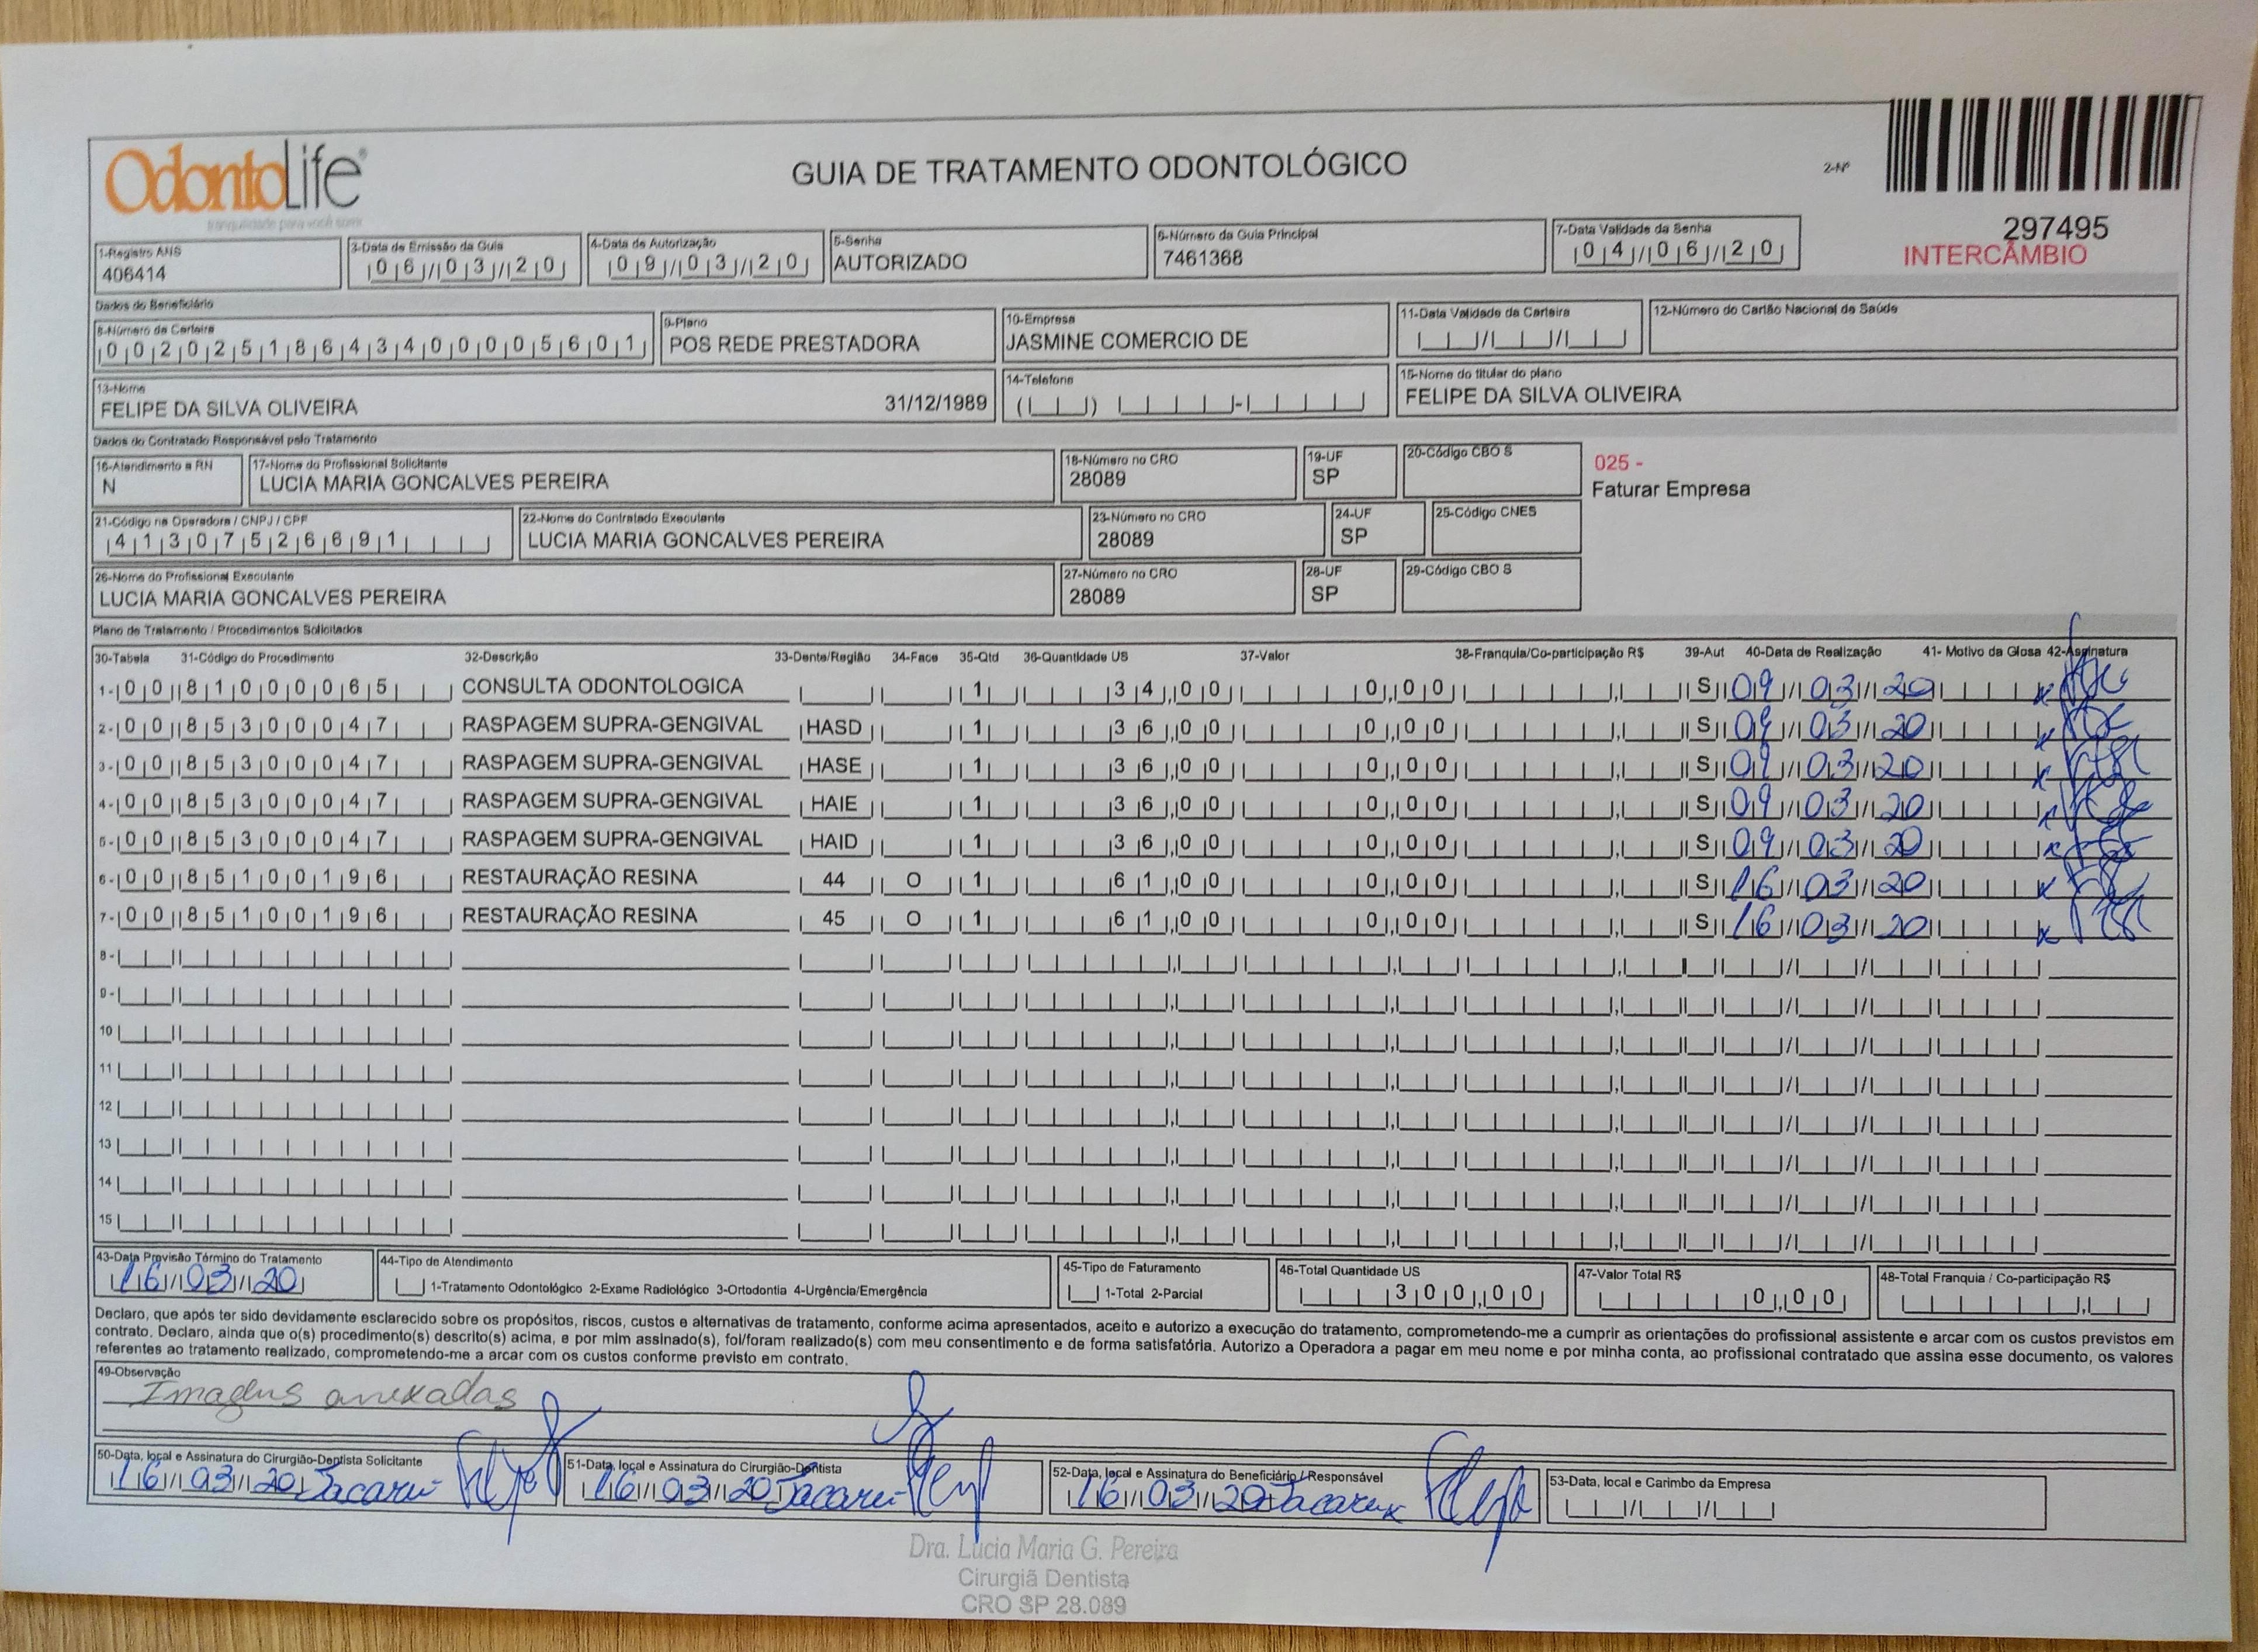 OdontoLife®
tranquilidade para você sorrir
GUIA DE TRATAMENTO ODONTOLÓGICO
2-Nº
297495
INTERCÂMBIO
1-Registro ANS
406414
3-Data de Emissão da Guia
06/03/20
4-Data de Autorização
09/03/20
5-Senha
AUTORIZADO
6-Número da Guia Principal
7461368
7-Data Validade da Senha
04/06/20
Dados do Beneficiário
8-Número da Carteira
00202518643400005601
9-Plano
POS REDE PRESTADORA
10-Empresa
JASMINE COMERCIO DE
11-Data Validade da Carteira
12-Número do Cartão Nacional de Saúde
13-Nome
FELIPE DA SILVA OLIVEIRA 31/12/1989
14-Telefone
15-Nome do titular do plano
FELIPE DA SILVA OLIVEIRA
Dados do Contratado Responsável pelo Tratamento
16-Atendimento a RN
N
17-Nome do Profissional Solicitante
LUCIA MARIA GONCALVES PEREIRA
18-Número no CRO
28089
19-UF
SP
20-Código CBO S
025 -
Faturar Empresa
21-Código na Operadora / CNPJ / CPF
41307526691
22-Nome do Contratado Executante
LUCIA MARIA GONCALVES PEREIRA
23-Número no CRO
28089
24-UF
SP
25-Código CNES
26-Nome do Profissional Executante
LUCIA MARIA GONCALVES PEREIRA
27-Número no CRO
28089
28-UF
SP
29-Código CBO S
Plano de Tratamento / Procedimentos Solicitados
30-Tabela 31-Código do Procedimento 32-Descrição 33-Dente/Região 34-Face 35-Qtd 36-Quantidade US 37-Valor 38-Franquia/Co-participação R$ 39-Aut 40-Data de Realização 41- Motivo da Glosa 42-Assinatura
1- 00 81000065 CONSULTA ODONTOLOGICA 1 34,00 0,00 S 09/03/20 x
2- 00 85300047 RASPAGEM SUPRA-GENGIVAL HASD 1 36,00 0,00 S 09/03/20 x
3- 00 85300047 RASPAGEM SUPRA-GENGIVAL HASE 1 36,00 0,00 S 09/03/20 x
4- 00 85300047 RASPAGEM SUPRA-GENGIVAL HAIE 1 36,00 0,00 S 09/03/20 x
5- 00 85300047 RASPAGEM SUPRA-GENGIVAL HAID 1 36,00 0,00 S 09/03/20 x
6- 00 85100196 RESTAURAÇÃO RESINA 44 O 1 61,00 0,00 S 16/03/20 x
7- 00 85100196 RESTAURAÇÃO RESINA 45 O 1 61,00 0,00 S 16/03/20 x
8-
9-
10
11
12
13
14
15
43-Data Previsão Término do Tratamento
16/03/20
44-Tipo de Atendimento
1-Tratamento Odontológico 2-Exame Radiológico 3-Ortodontia 4-Urgência/Emergência
45-Tipo de Faturamento
1-Total 2-Parcial
46-Total Quantidade US
300,00
47-Valor Total R$
0,00
48-Total Franquia / Co-participação R$
Declaro, que após ter sido devidamente esclarecido sobre os propósitos, riscos, custos e alternativas de tratamento, conforme acima apresentados, aceito e autorizo a execução do tratamento, comprometendo-me a cumprir as orientações do profissional assistente e arcar com os custos previstos em
contrato. Declaro, ainda que o(s) procedimento(s) descrito(s) acima, e por mim assinado(s), foi/foram realizado(s) com meu consentimento e de forma satisfatória. Autorizo a Operadora a pagar em meu nome e por minha conta, ao profissional contratado que assina esse documento, os valores
referentes ao tratamento realizado, comprometendo-me a arcar com os custos conforme previsto em contrato.
49-Observação
Imagens anexadas
50-Data, local e Assinatura do Cirurgião-Dentista Solicitante
16/03/20 Jacareí
51-Data, local e Assinatura do Cirurgião-Dentista
16/03/20 Jacareí
52-Data, local e Assinatura do Beneficiário / Responsável
16/03/20 Jacareí x
53-Data, local e Carimbo da Empresa
Dra. Lucia Maria G. Pereira
Cirurgiã Dentista
CRO SP 28.089